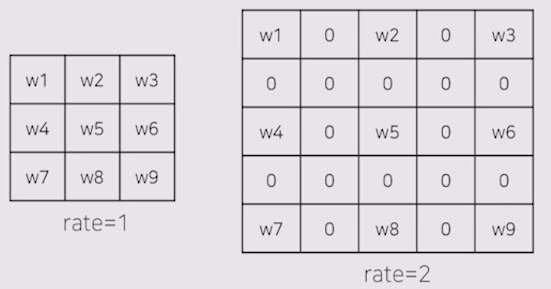 w1 w2 w3
w4 w5 w6
w7 w8 w9
rate=1
w1 0 w2 0 w3
0 0 0 0 0
w4 0 w5 0 w6
0 0 0 0 0
w7 0 w8 0 w9
rate=2